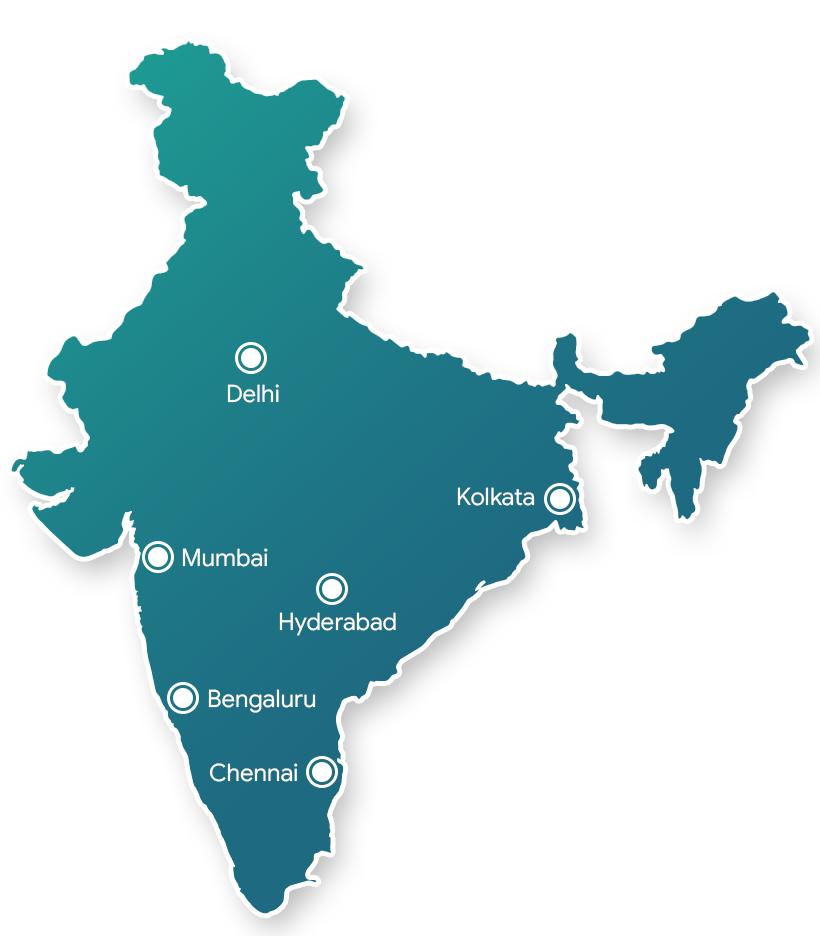 Delhi
Kolkata
Mumbai
Hyderabad
Bengaluru
Chennai